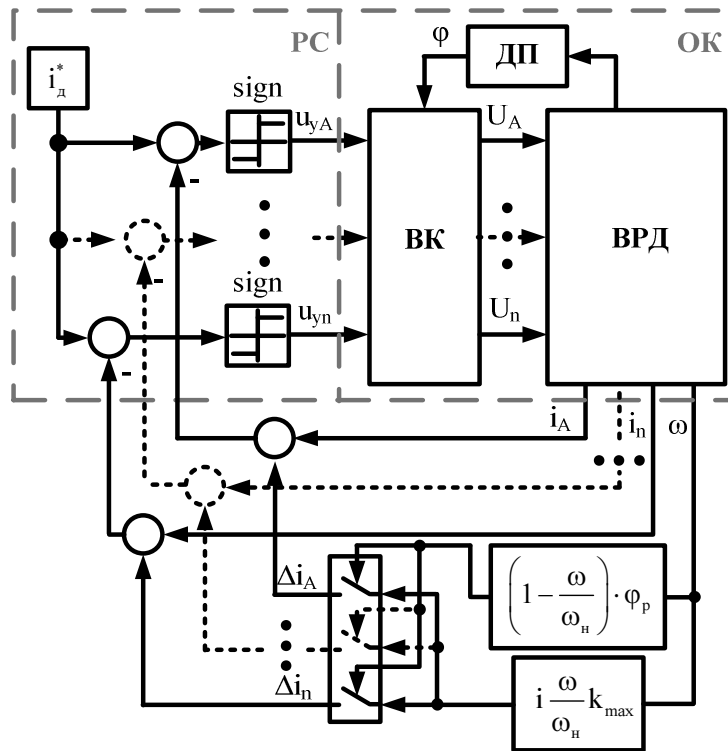 РС
ОК
i*д
sign
uyA
φ
ДП
UA
ВК
ВРД
sign
uyn
Un
-
-
-
iA
in
ω
ΔiA
(1 - ω/ωн) · φр
Δin
i ω/ωн kmax